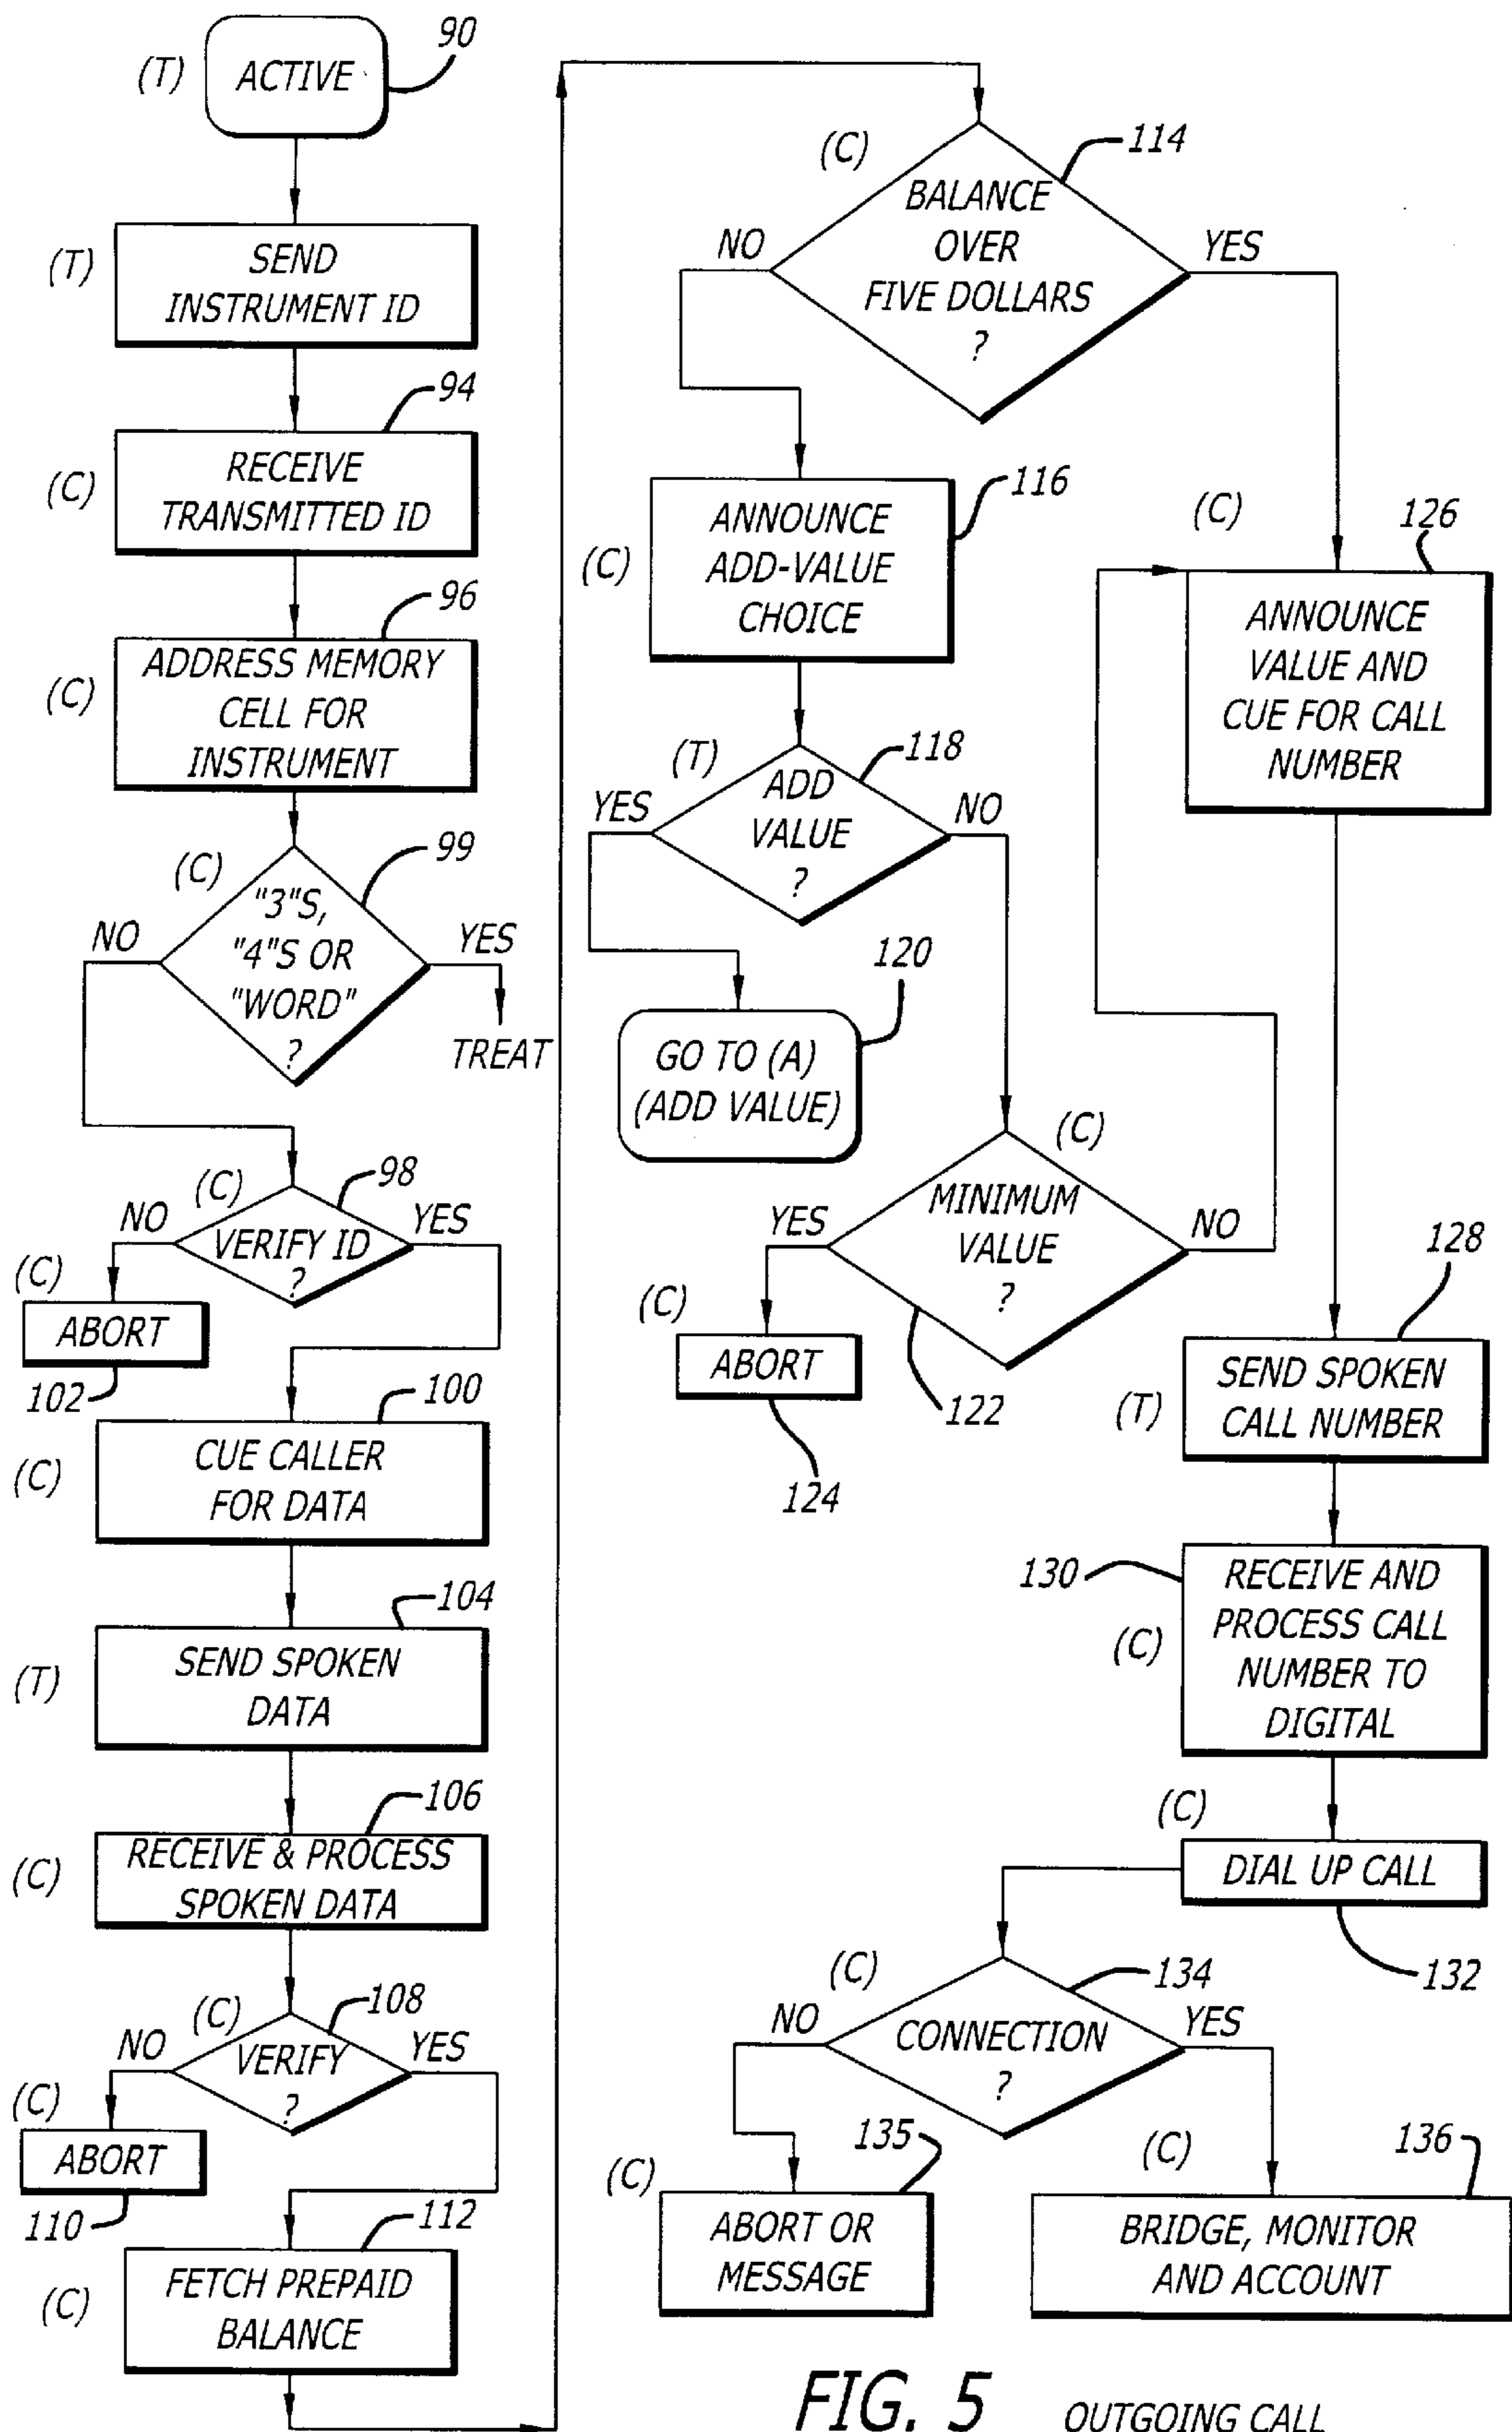 90
(T)
ACTIVE
(T)
SEND
INSTRUMENT ID
94
(C)
RECEIVE
TRANSMITTED ID
96
(C)
ADDRESS MEMORY
CELL FOR
INSTRUMENT
99
(C)
"3"S,
"4"S OR
"WORD"
?
NO
YES
TREAT
98
(C)
VERIFY ID
?
NO
YES
(C)
ABORT
102
100
(C)
CUE CALLER
FOR DATA
104
(T)
SEND SPOKEN
DATA
106
(C)
RECEIVE & PROCESS
SPOKEN DATA
108
(C)
VERIFY
?
NO
YES
(C)
ABORT
110
112
(C)
FETCH PREPAID
BALANCE
114
(C)
BALANCE
OVER
FIVE DOLLARS
?
NO
YES
116
(C)
ANNOUNCE
ADD-VALUE
CHOICE
118
(T)
ADD
VALUE
?
YES
NO
120
GO TO (A)
(ADD VALUE)
(C)
MINIMUM
VALUE
?
YES
NO
122
(C)
ABORT
124
126
(C)
ANNOUNCE
VALUE AND
CUE FOR CALL
NUMBER
128
(T)
SEND SPOKEN
CALL NUMBER
130
(C)
RECEIVE AND
PROCESS CALL
NUMBER TO
DIGITAL
(C)
DIAL UP CALL
132
134
(C)
CONNECTION
?
NO
YES
135
(C)
ABORT OR
MESSAGE
136
(C)
BRIDGE, MONITOR
AND ACCOUNT
FIG. 5
OUTGOING CALL